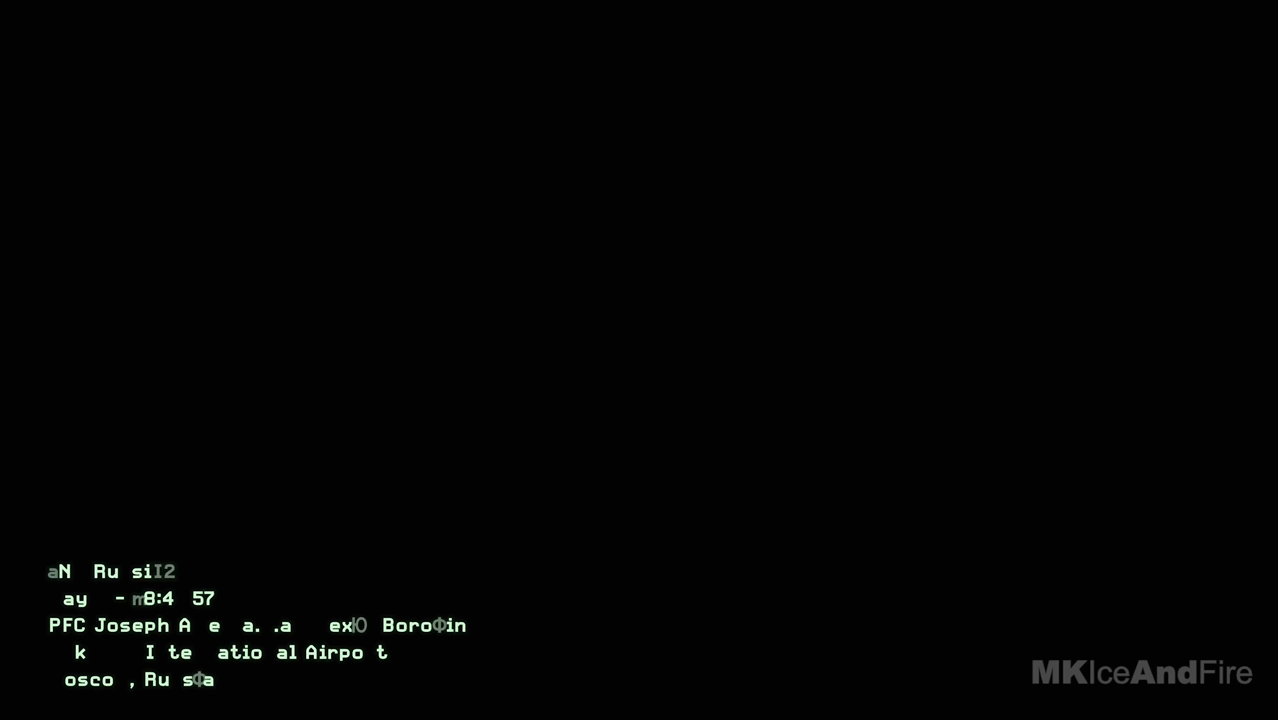 aN Ru siI2
ay - m8:4 57
PFC Joseph A e a. .a exЮ BoroФin
k I te atio al Airpo t
osco , Ru sФa
MKIceAndFire